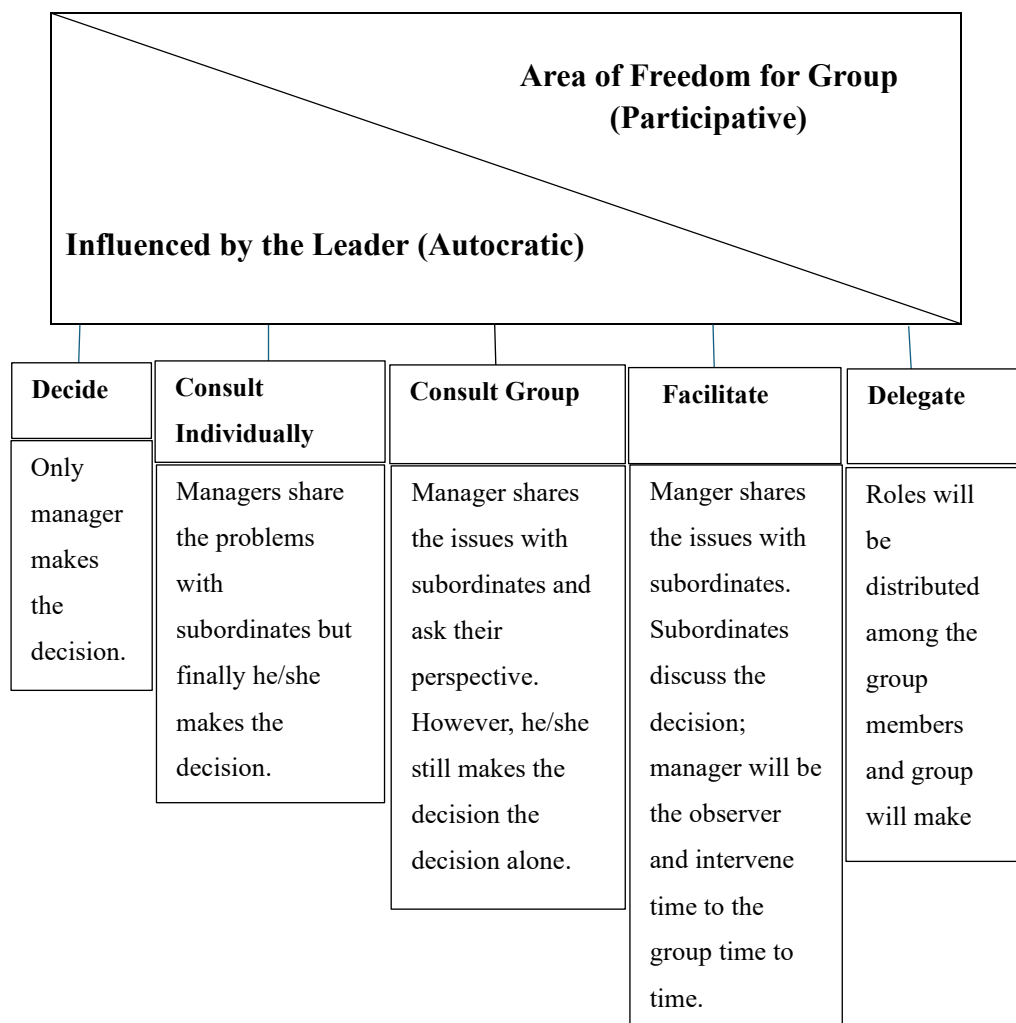 Area of Freedom for Group
(Participative)
Influenced by the Leader (Autocratic)
Decide
Only
manager
makes
the
decision.
Consult
Individually
Managers share
the problems
with
subordinates but
finally he/she
makes the
decision.
Consult Group
Manager shares
the issues with
subordinates and
ask their
perspective.
However, he/she
still makes the
decision the
decision alone.
Facilitate
Manger shares
the issues with
subordinates.
Subordinates
discuss the
decision;
manager will be
the observer
and intervene
time to the
group time to
time.
Delegate
Roles will
be
distributed
among the
group
members
and group
will make